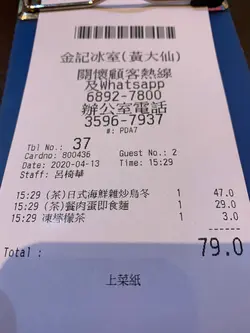 金記冰室(黃大仙)
關懷顧客熱線
及Whatsapp
6892-7800
辦公室電話
3596-7937
#: PDA7
Tbl No: 37
Cardno: 800436 Guest No.: 2
Date: 2020-04-13 Time: 15:29
Staff: 呂椅華
15:29 (茶)日式海鮮雜炒烏冬 1 47.0
15:29 (茶)餐肉蛋即食麵 1 29.0
15:29 凍檸檬茶 1 3.0
Total: 79.0
上菜紙